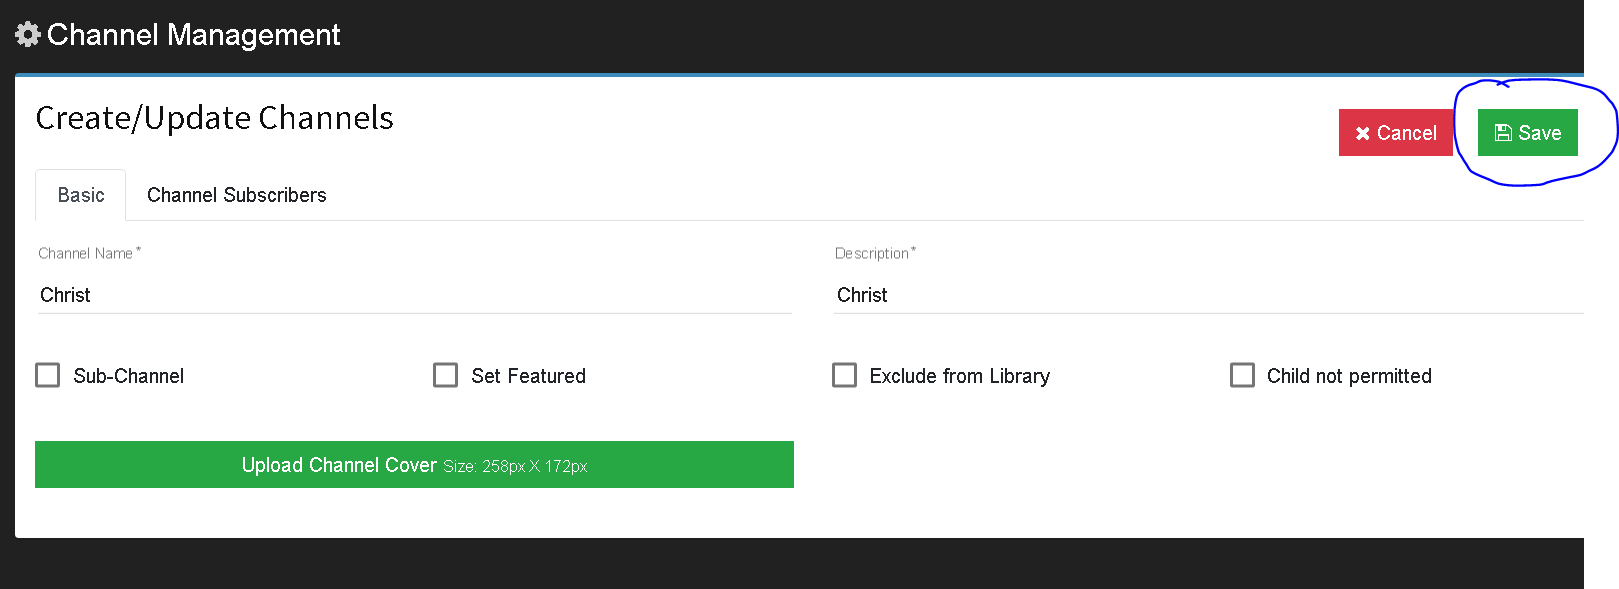 Channel Management
Create/Update Channels
Cancel Save
Basic Channel Subscribers
Channel Name* Description*
Christ Christ
Sub-Channel Set Featured Exclude from Library Child not permitted
Upload Channel Cover Size: 258px X 172px